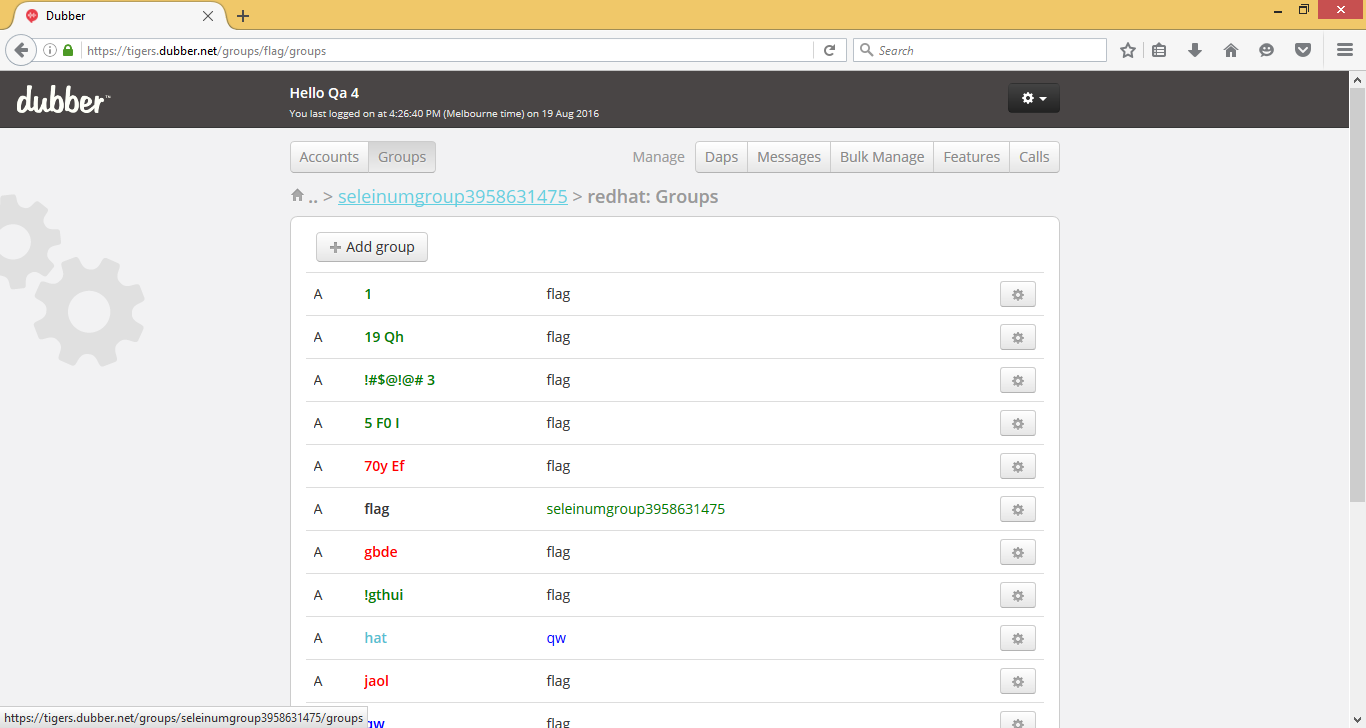 Dubber
https://tigers.dubber.net/groups/flag/groups
Search
dubber™
Hello Qa 4
You last logged on at 4:26:40 PM (Melbourne time) on 19 Aug 2016
Accounts Groups Manage Daps Messages Bulk Manage Features Calls
.. > seleinumgroup3958631475 > redhat: Groups
Add group
A 1 flag
A 19 Qh flag
A !#$@!@# 3 flag
A 5 F0 I flag
A 70y Ef flag
A flag seleinumgroup3958631475
A gbde flag
A !gthui flag
A hat qw
A jaol flag
qw flag
https://tigers.dubber.net/groups/seleinumgroup3958631475/groups